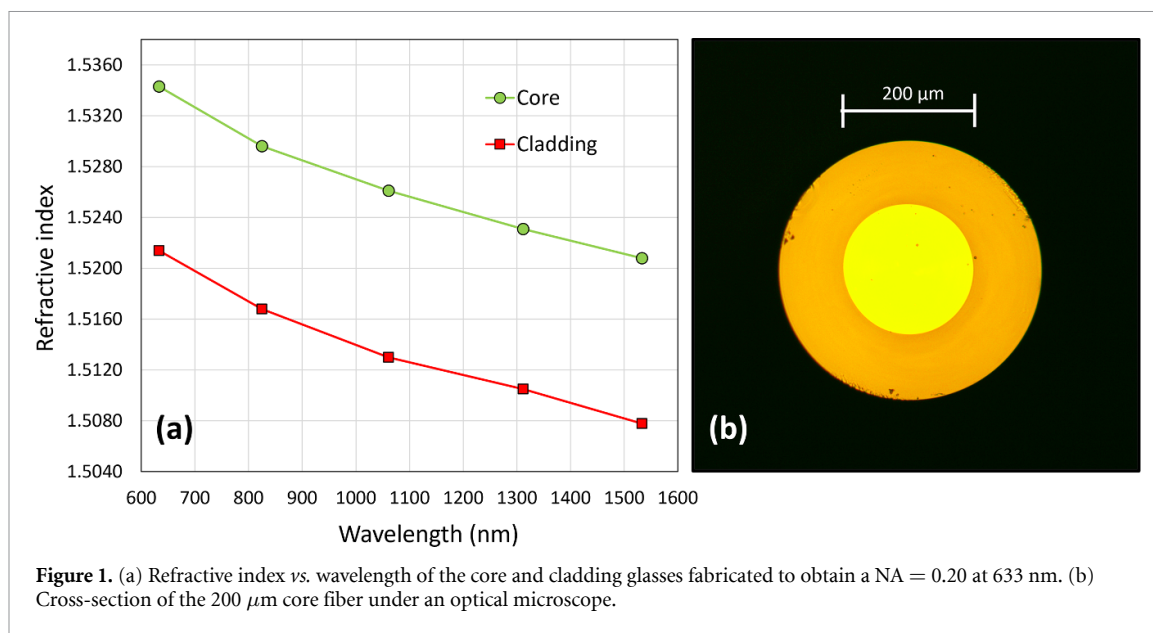 1.5360
1.5320
1.5280
1.5240
1.5200
1.5160
1.5120
1.5080
1.5040
Refractive index
Core
Cladding
(a)
600 700 800 900 1000 1100 1200 1300 1400 1500 1600
Wavelength (nm)
200 µm
(b)
Figure 1. (a) Refractive index vs. wavelength of the core and cladding glasses fabricated to obtain a NA = 0.20 at 633 nm. (b)
Cross-section of the 200 µm core fiber under an optical microscope.